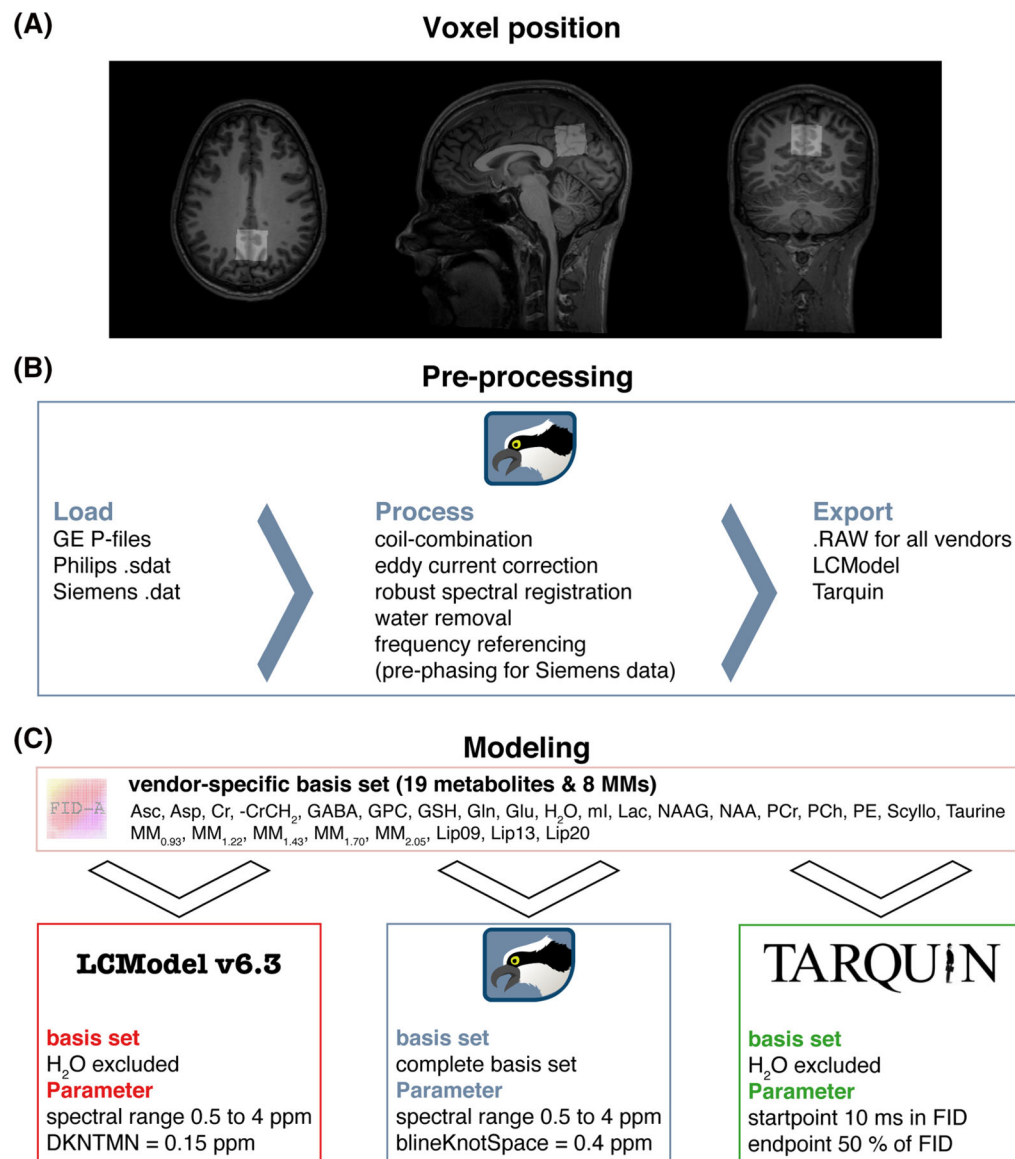 (A)
Voxel position
(B)
Pre-processing
Load
GE P-files
Philips .sdat
Siemens .dat
Process
coil-combination
eddy current correction
robust spectral registration
water removal
frequency referencing
(pre-phasing for Siemens data)
Export
.RAW for all vendors
LCModel
Tarquin
(C)
Modeling
FID-A
vendor-specific basis set (19 metabolites & 8 MMs)
Asc, Asp, Cr, -CrCH₂, GABA, GPC, GSH, Gln, Glu, H₂O, mI, Lac, NAAG, NAA, PCr, PCh, PE, Scyllo, Taurine
MM₀.₉₃, MM₁.₂₂, MM₁.₄₃, MM₁.₇₀, MM₂.₀₅, Lip09, Lip13, Lip20
LCModel v6.3
basis set
H₂O excluded
Parameter
spectral range 0.5 to 4 ppm
DKNTMN = 0.15 ppm
basis set
complete basis set
Parameter
spectral range 0.5 to 4 ppm
blineKnotSpace = 0.4 ppm
TARQUIN
basis set
H₂O excluded
Parameter
startpoint 10 ms in FID
endpoint 50 % of FID